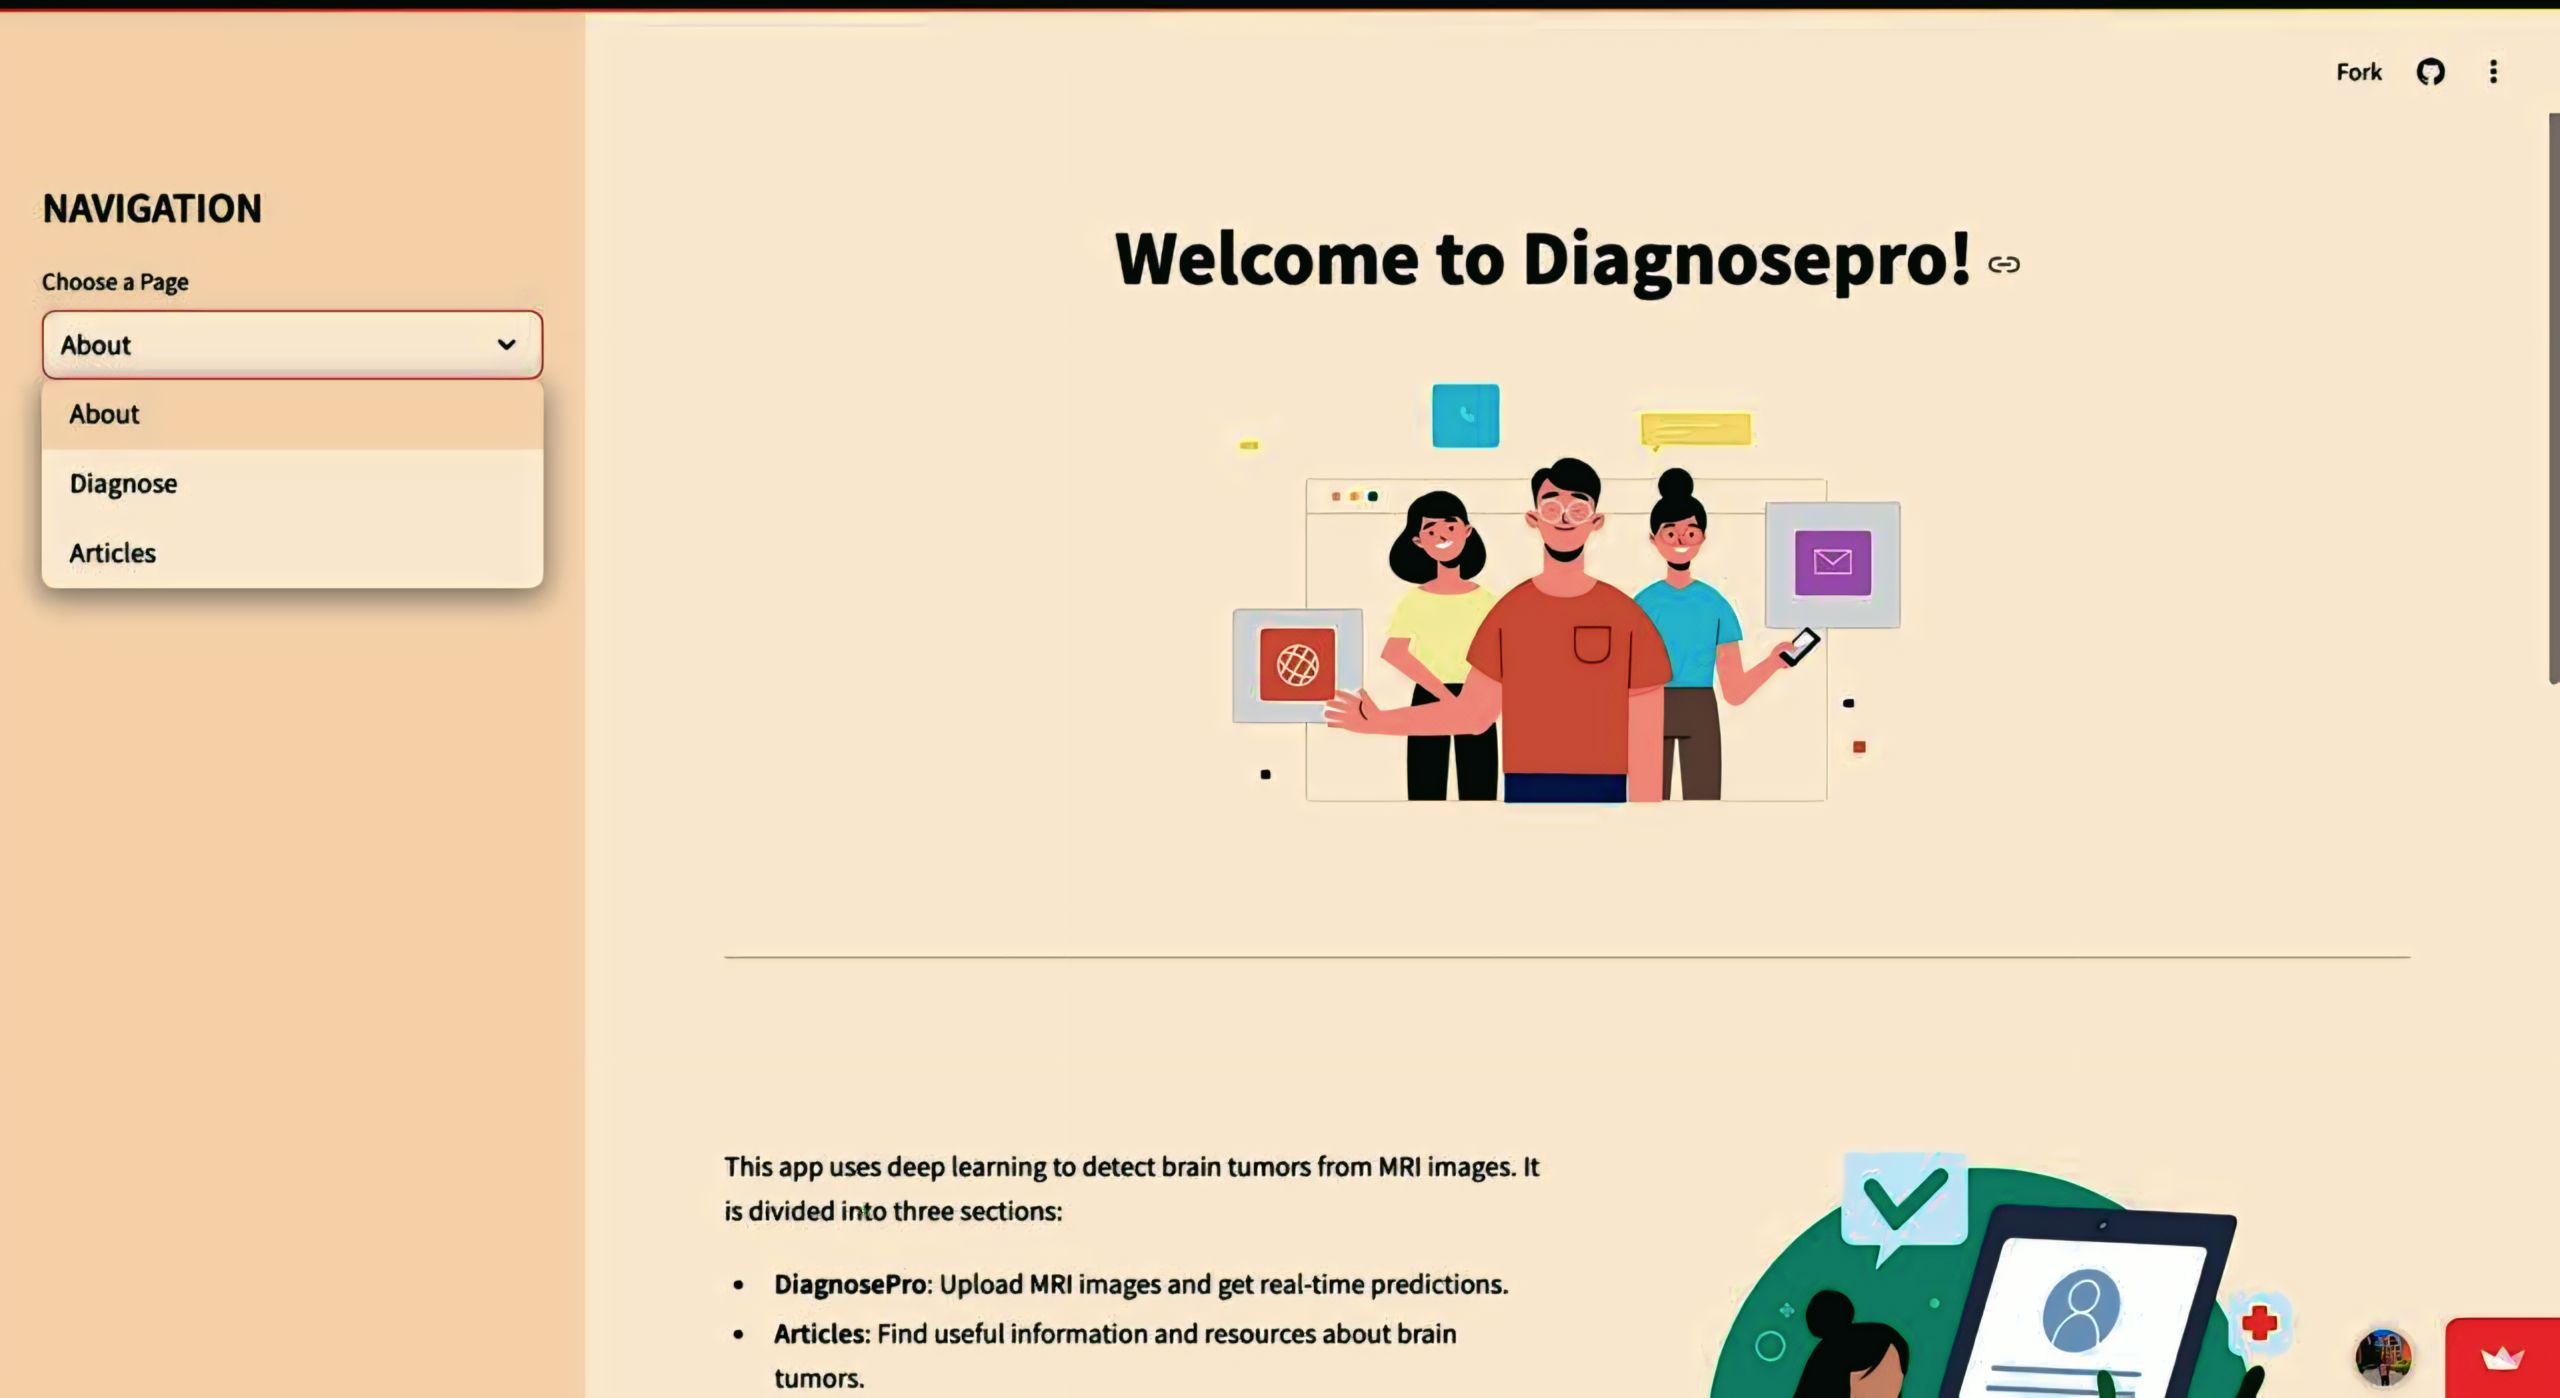 Fork
NAVIGATION
Choose a Page
About
About
Diagnose
Articles
Welcome to Diagnosepro!
This app uses deep learning to detect brain tumors from MRI images. It
is divided into three sections:
• DiagnosePro: Upload MRI images and get real-time predictions.
• Articles: Find useful information and resources about brain
tumors.